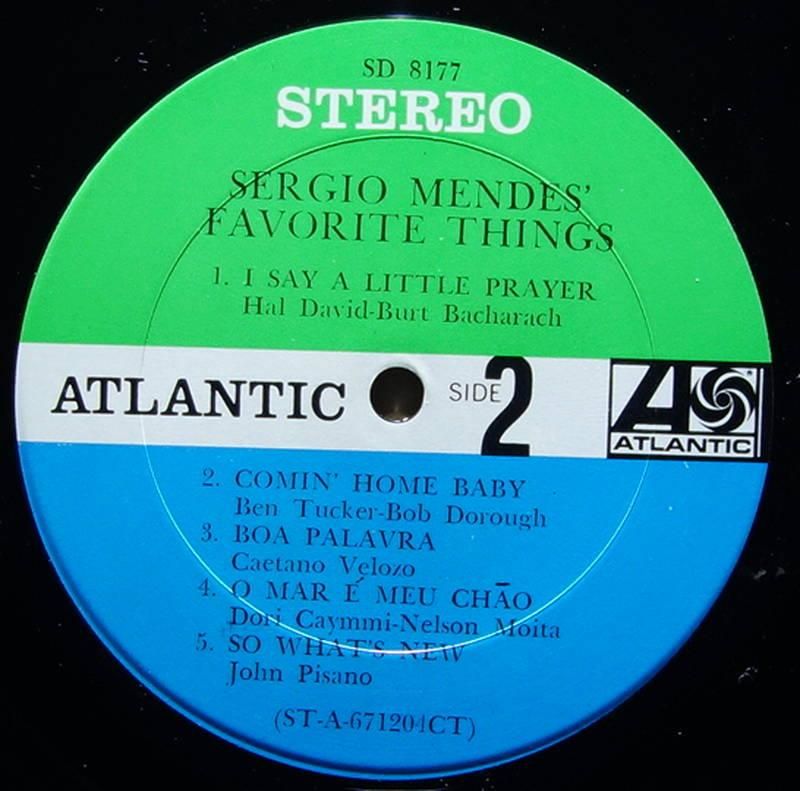 SD 8177
STEREO
SERGIO MENDES'
FAVORITE THINGS
1. I SAY A LITTLE PRAYER
Hal David-Burt Bacharach
ATLANTIC SIDE 2
ATLANTIC
2. COMIN' HOME BABY
Ben Tucker-Bob Dorough
3. BOA PALAVRA
Caetano Velozo
4. O MAR É MEU CHĀO
Dori Caymmi-Nelson Moita
5. SO WHAT'S NEW
John Pisano
(ST-A-671204CT)